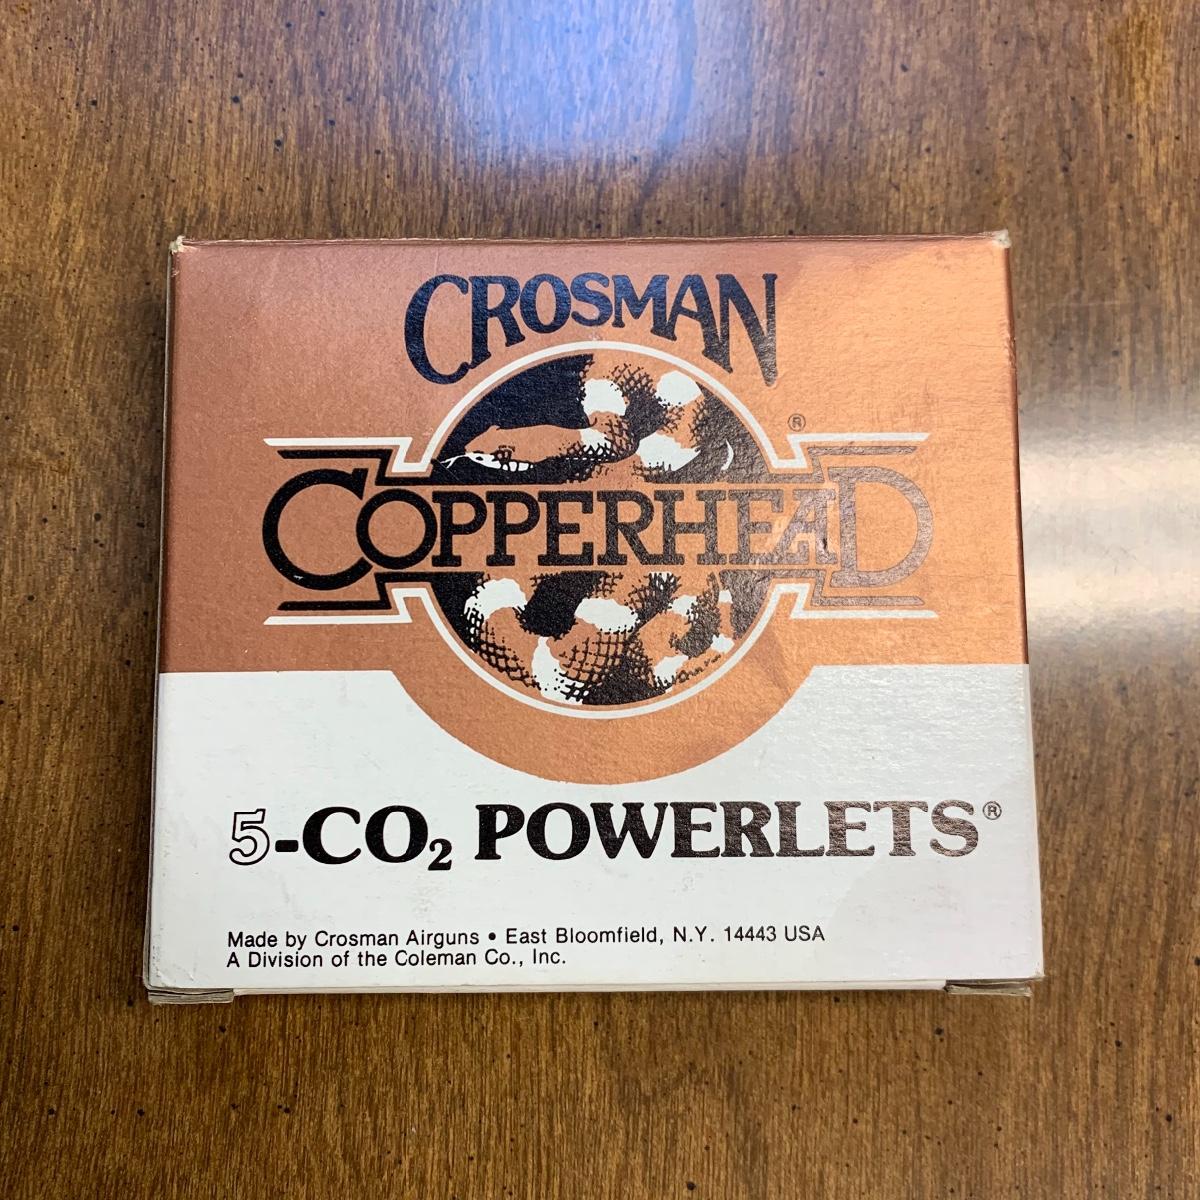 CROSMAN
®
COPPERHEAD
5-CO₂ POWERLETS®
Made by Crosman Airguns • East Bloomfield, N.Y. 14443 USA
A Division of the Coleman Co., Inc.